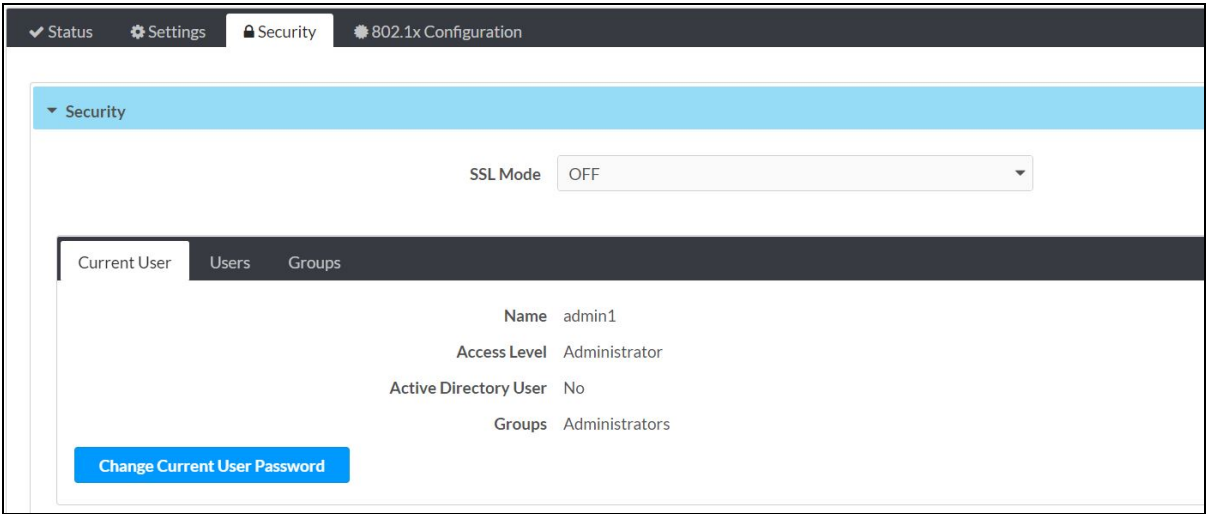 Status Settings Security 802.1x Configuration
Security
SSL Mode OFF
Current User Users Groups
Name admin1
Access Level Administrator
Active Directory User No
Groups Administrators
Change Current User Password